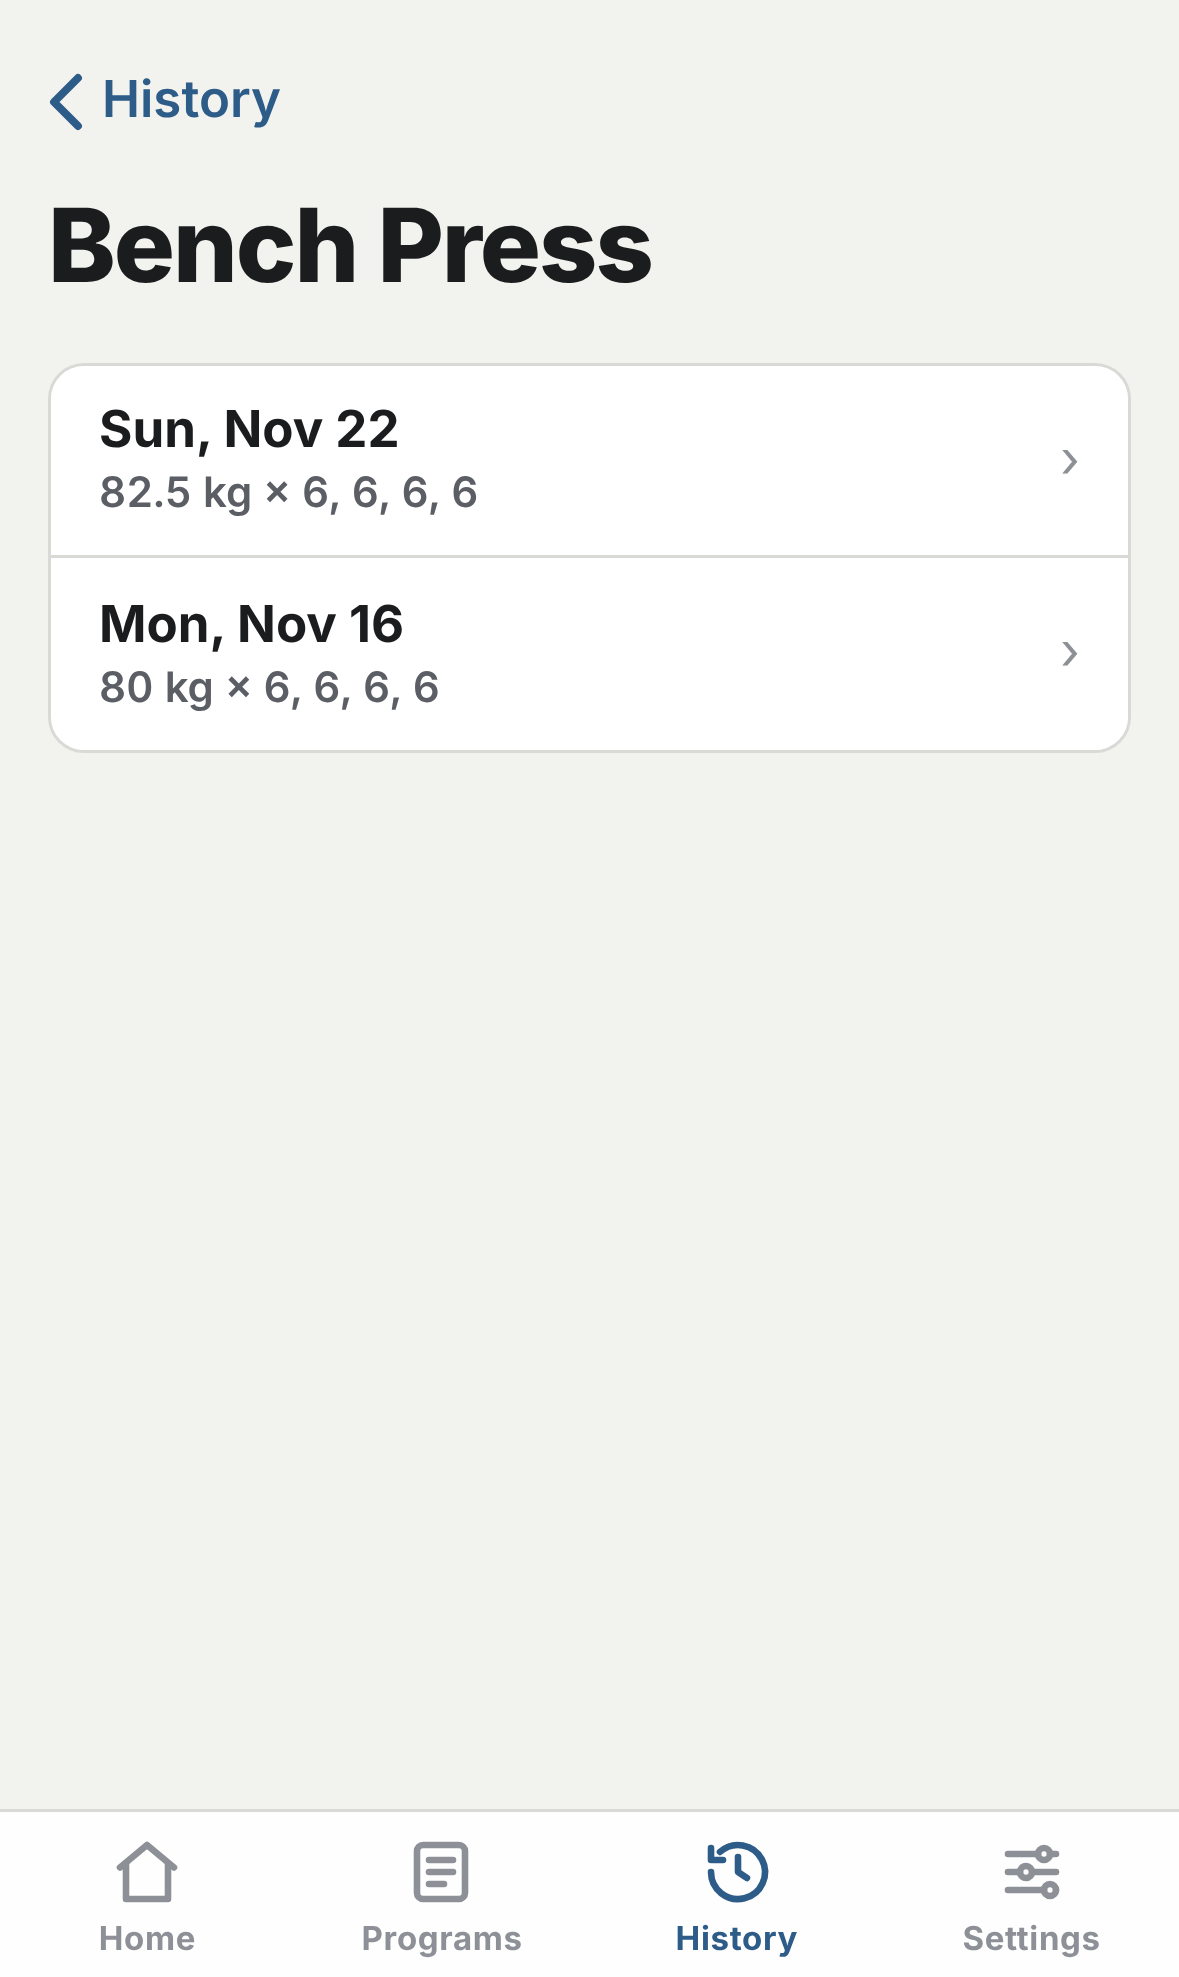 History
Bench Press
Sun, Nov 22
82.5 kg × 6, 6, 6, 6
Mon, Nov 16
80 kg × 6, 6, 6, 6
Home
Programs
History
Settings